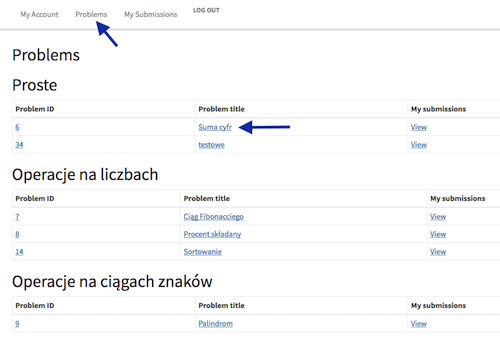 My Account Problems My Submissions LOG OUT
Problems
Proste
Problem ID Problem title My submissions
6 Suma cyfr View
34 testowe View
Operacje na liczbach
Problem ID Problem title My submissions
7 Ciąg Fibonacciego View
8 Procent składany View
14 Sortowanie View
Operacje na ciągach znaków
Problem ID Problem title My submissions
9 Palindrom View